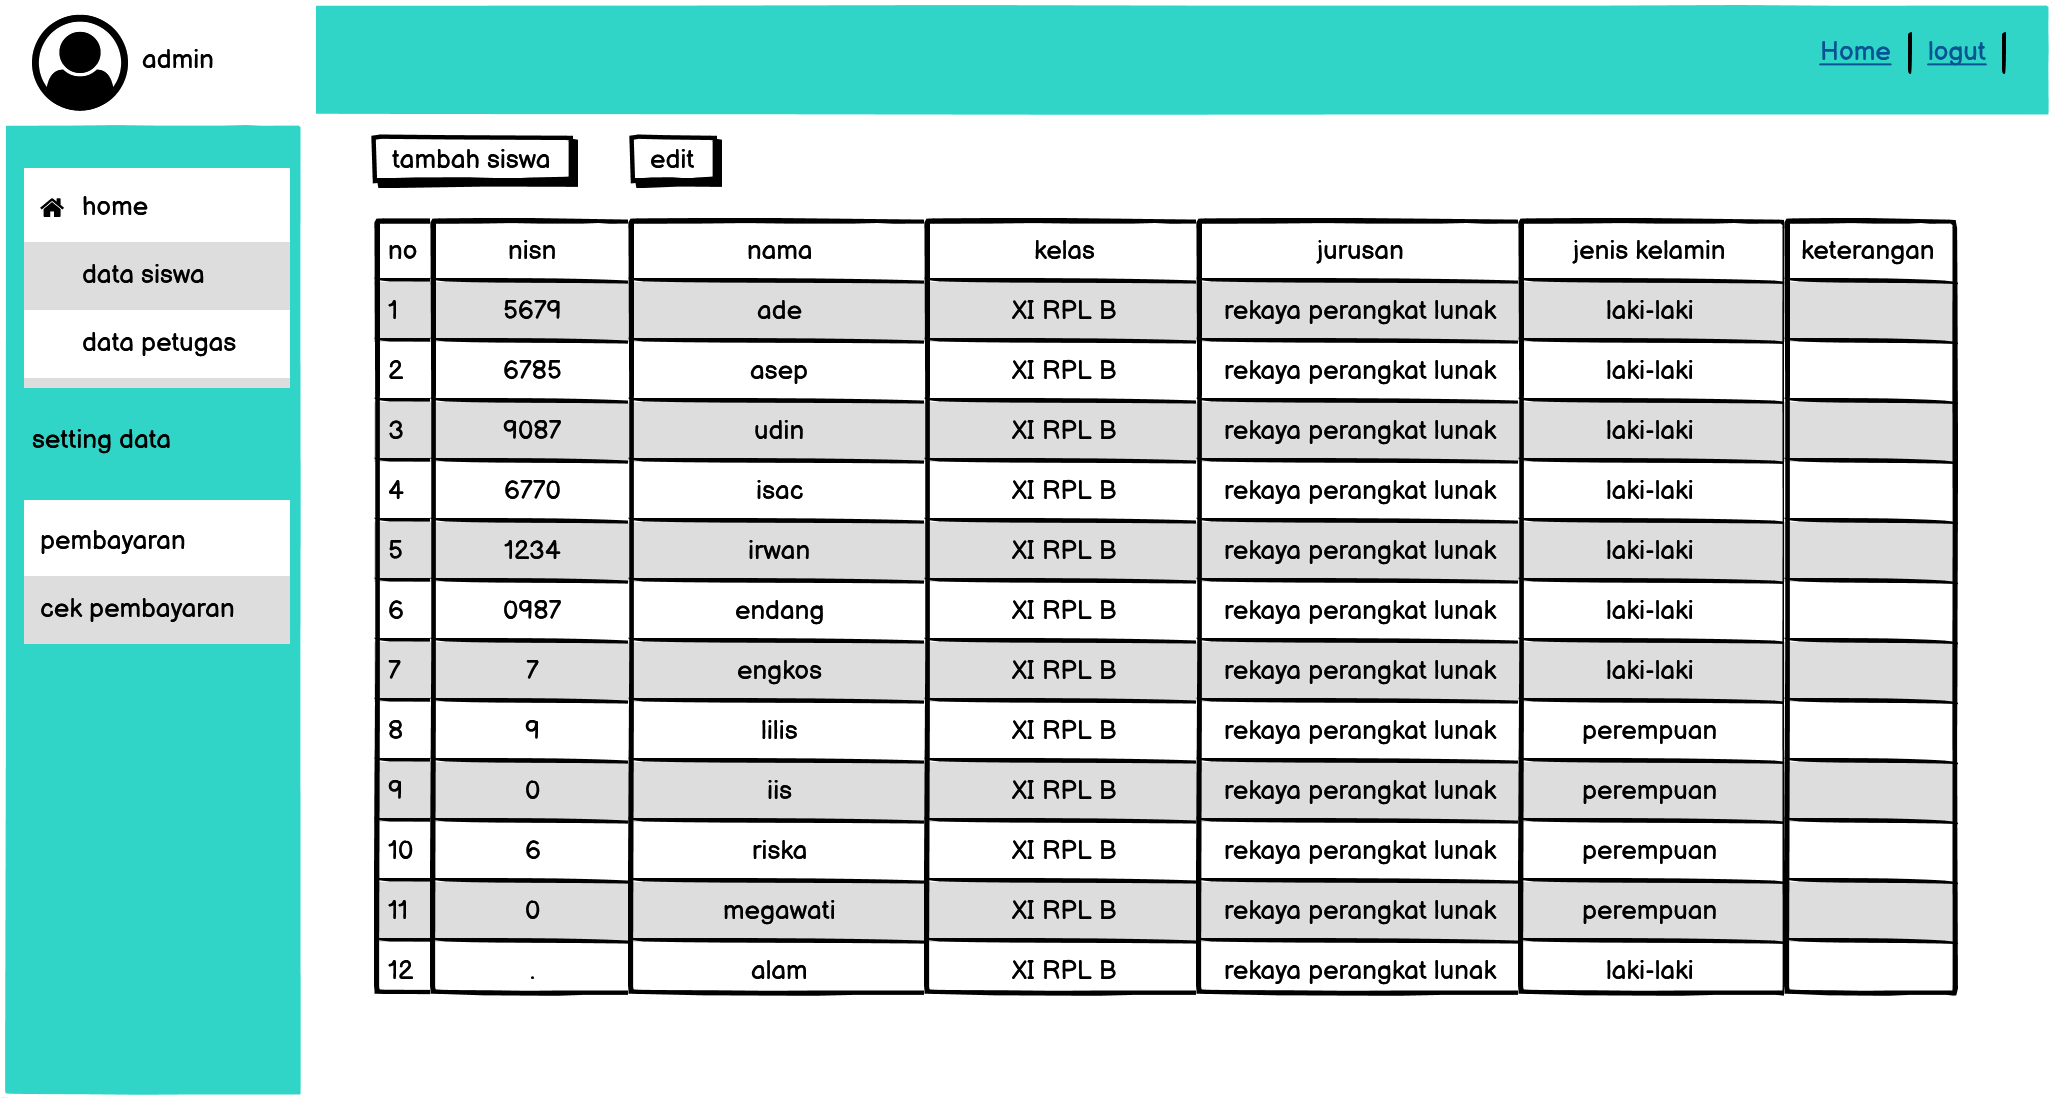 admin
Home logut
home
data siswa
data petugas
setting data
pembayaran
cek pembayaran
tambah siswa edit
no nisn nama kelas jurusan jenis kelamin keterangan
1 5679 ade XI RPL B rekaya perangkat lunak laki-laki
2 6785 asep XI RPL B rekaya perangkat lunak laki-laki
3 9087 udin XI RPL B rekaya perangkat lunak laki-laki
4 6770 isac XI RPL B rekaya perangkat lunak laki-laki
5 1234 irwan XI RPL B rekaya perangkat lunak laki-laki
6 0987 endang XI RPL B rekaya perangkat lunak laki-laki
7 7 engkos XI RPL B rekaya perangkat lunak laki-laki
8 9 lilis XI RPL B rekaya perangkat lunak perempuan
9 0 iis XI RPL B rekaya perangkat lunak perempuan
10 6 riska XI RPL B rekaya perangkat lunak perempuan
11 0 megawati XI RPL B rekaya perangkat lunak perempuan
12 . alam XI RPL B rekaya perangkat lunak laki-laki